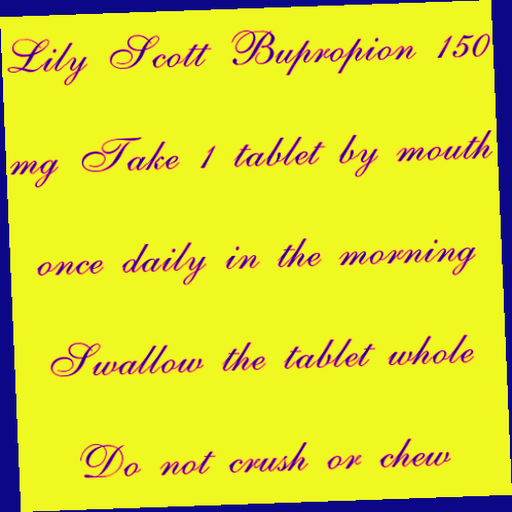 Lily Scott Bupropion 150
mg Take 1 tablet by mouth
once daily in the morning
Swallow the tablet whole
Do not crush or chew